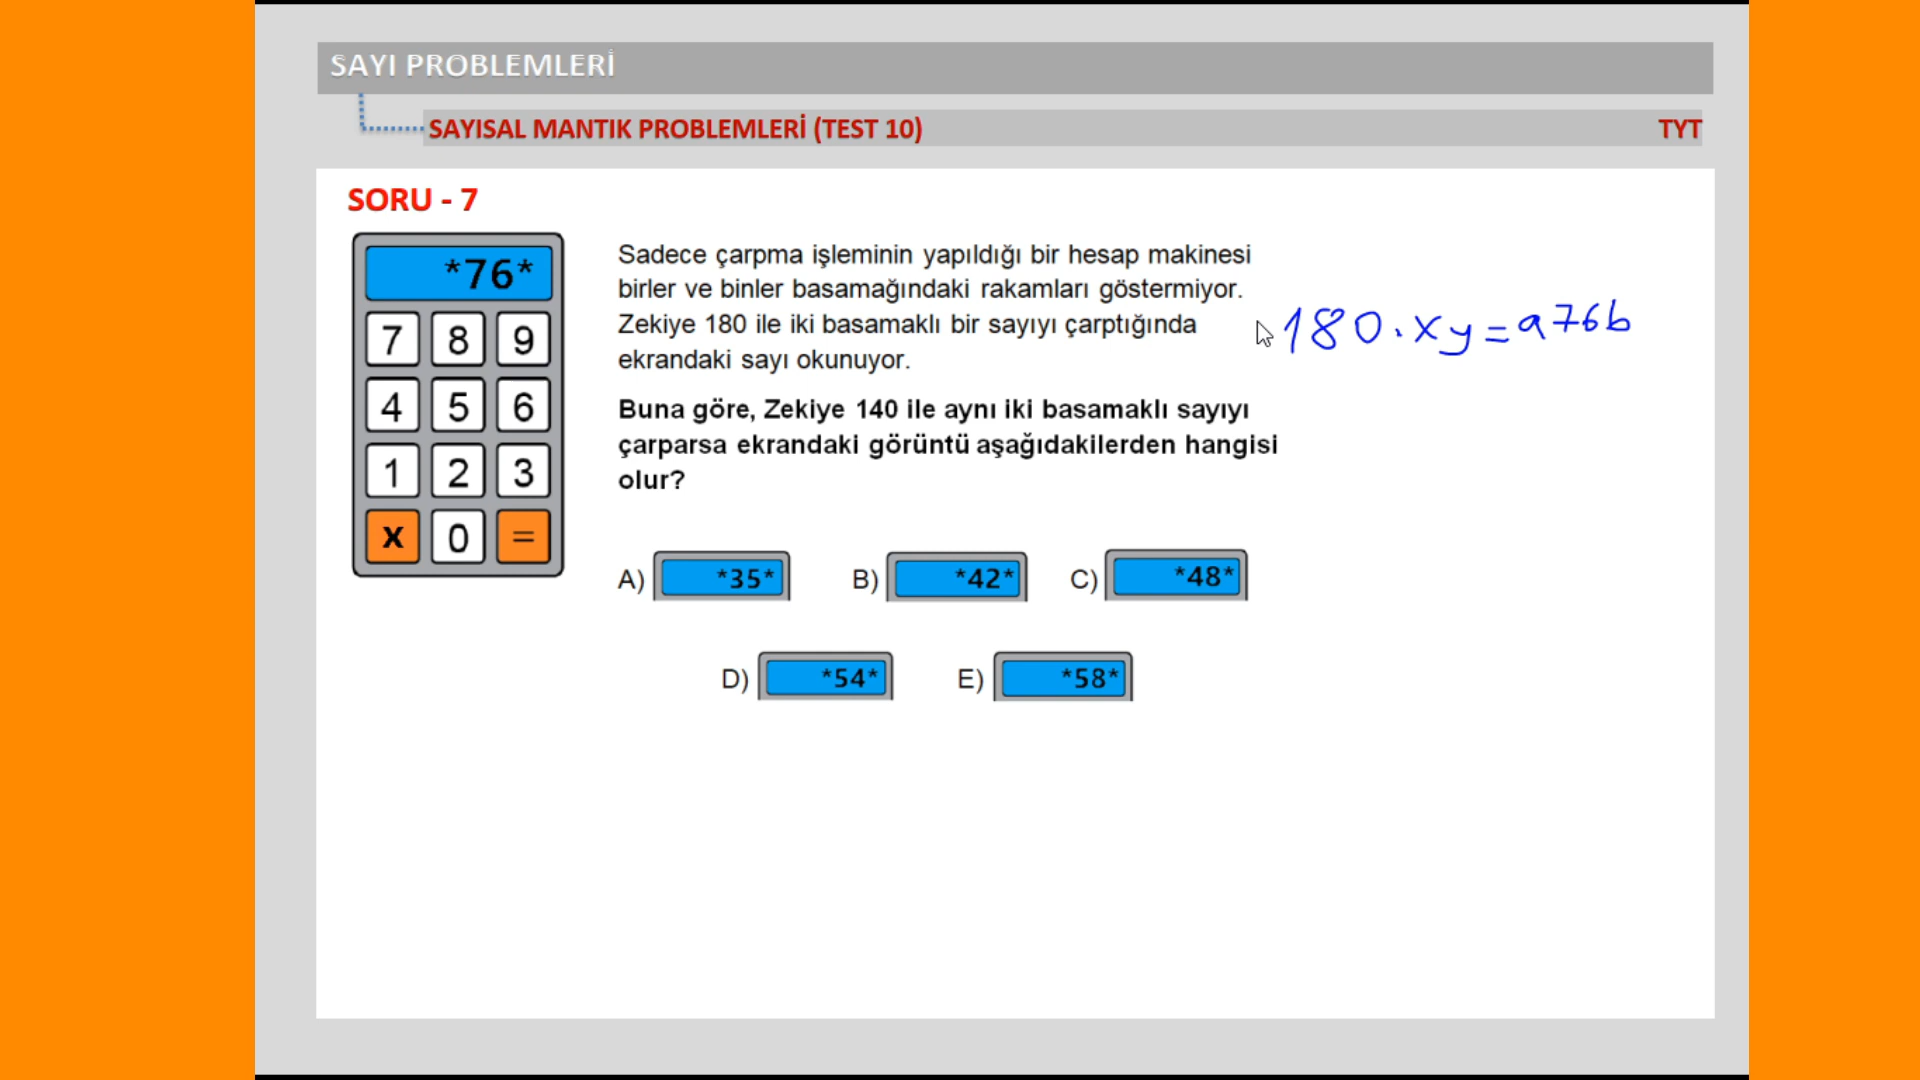 SAYI PROBLEMLERİ
SAYISAL MANTIK PROBLEMLERİ (TEST 10) TYT
SORU - 7
*76*
7 8 9
4 5 6
1 2 3
x 0 =
Sadece çarpma işleminin yapıldığı bir hesap makinesi
birler ve binler basamağındaki rakamları göstermiyor.
Zekiye 180 ile iki basamaklı bir sayıyı çarptığında
ekrandaki sayı okunuyor.
180.xy=a76b
Buna göre, Zekiye 140 ile aynı iki basamaklı sayıyı
çarparsa ekrandaki görüntü aşağıdakilerden hangisi
olur?
A) *35* B) *42* C) *48*
D) *54* E) *58*